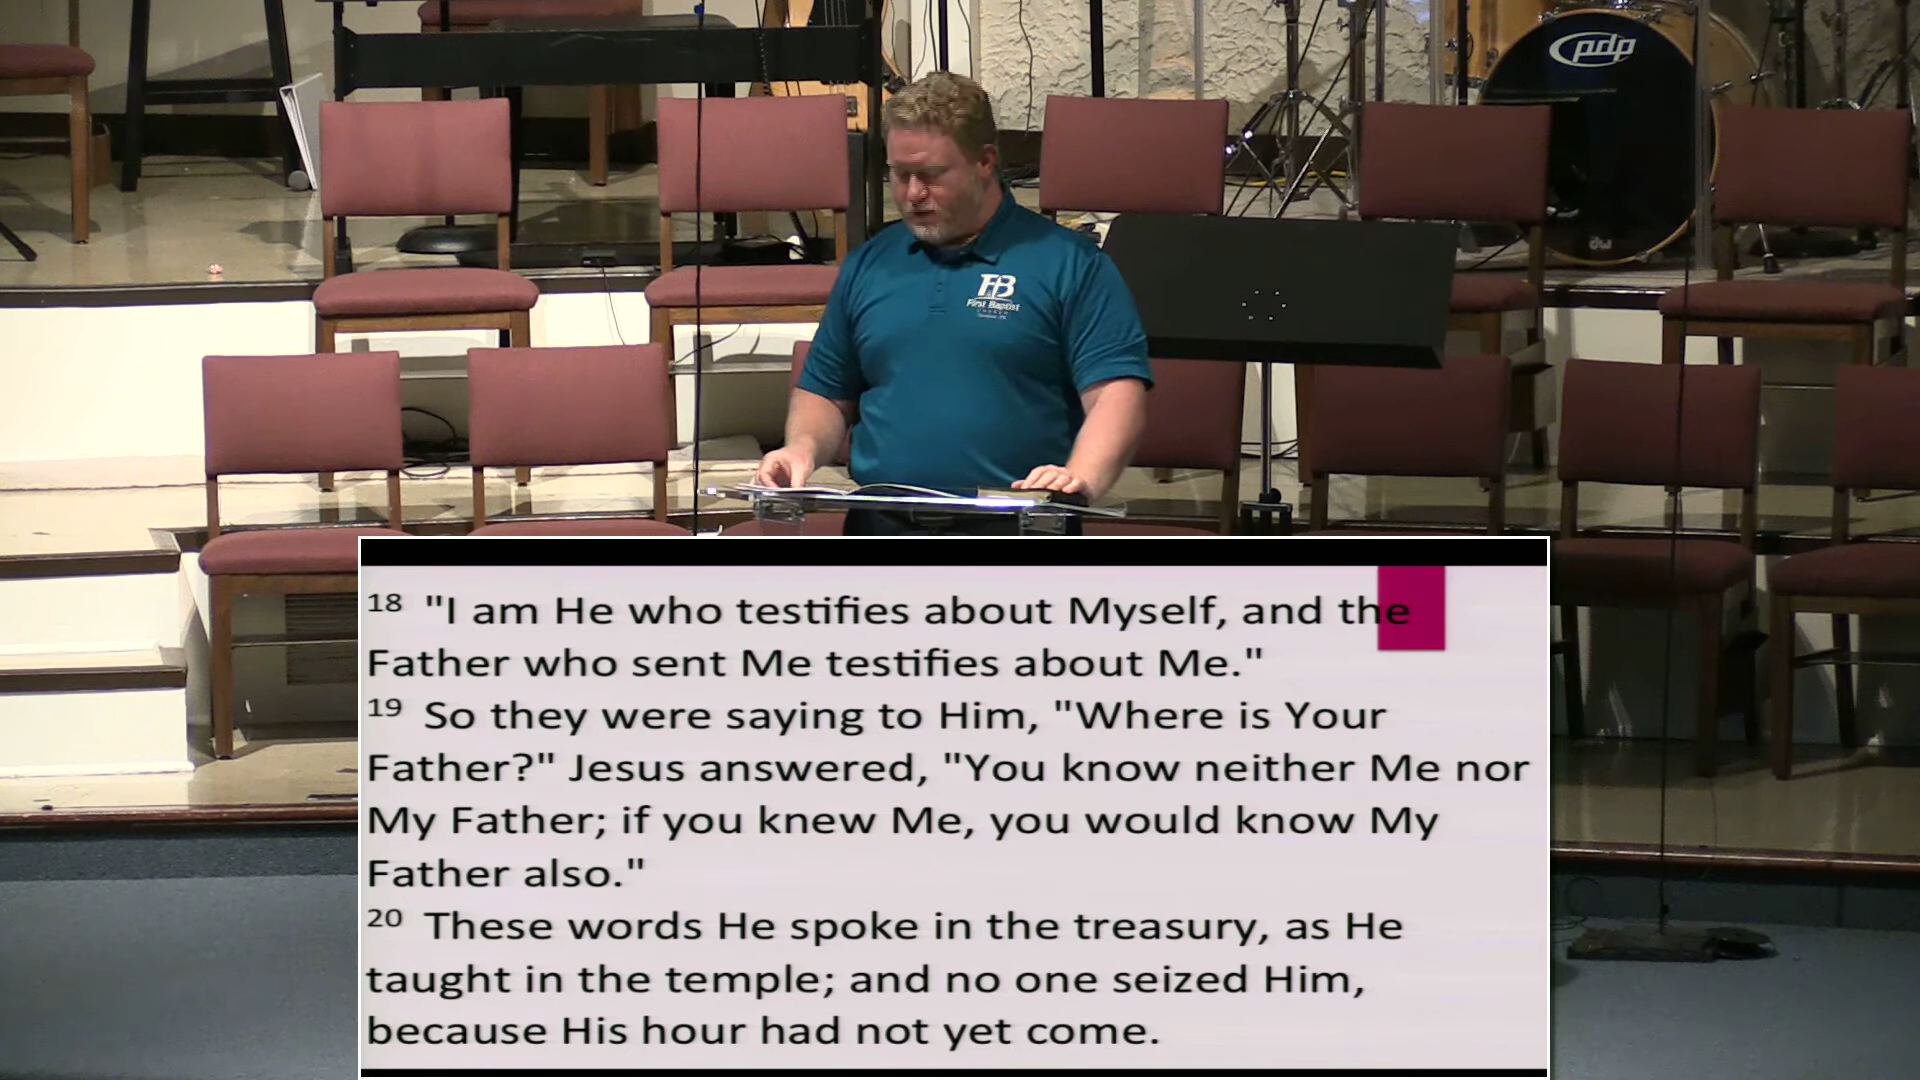 pdp
FB
First Baptist
CHURCH
18 "I am He who testifies about Myself, and the
Father who sent Me testifies about Me."
19 So they were saying to Him, "Where is Your
Father?" Jesus answered, "You know neither Me nor
My Father; if you knew Me, you would know My
Father also."
20 These words He spoke in the treasury, as He
taught in the temple; and no one seized Him,
because His hour had not yet come.